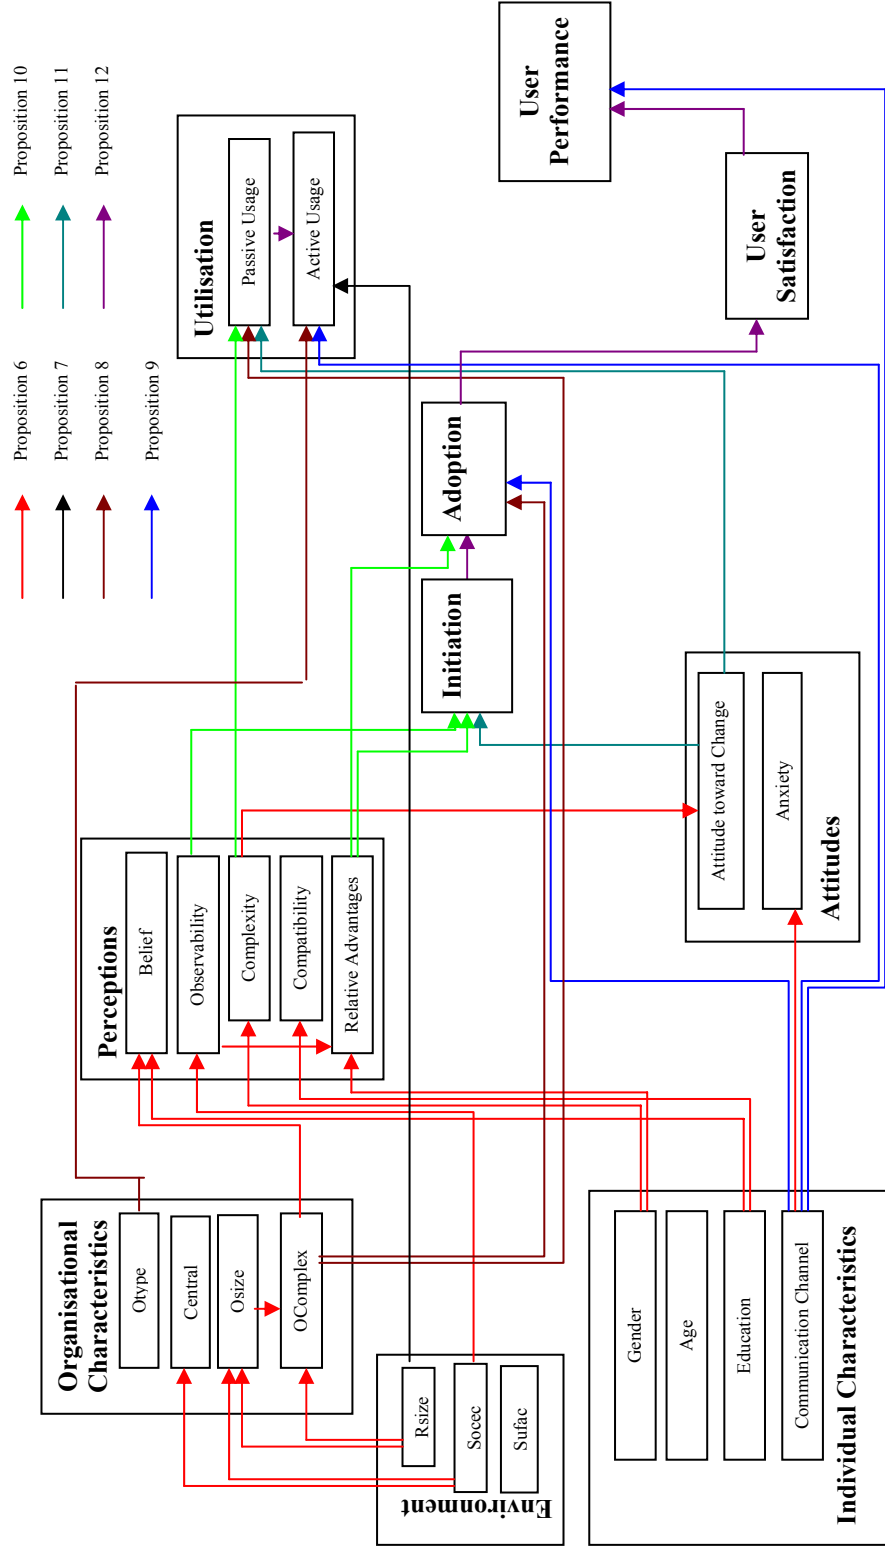 Proposition 6
Proposition 10
Proposition 7
Proposition 11
Proposition 8
Proposition 12
Proposition 9
Organisational
Characteristics
Otype
Central
Osize
OComplex
Perceptions
Belief
Observability
Complexity
Compatibility
Relative Advantages
Utilisation
Passive Usage
Active Usage
Environment
Rsize
Socec
Sufac
Initiation
Adoption
User
Performance
Individual Characteristics
Gender
Age
Education
Communication Channel
Attitudes
Attitude toward Change
Anxiety
User
Satisfaction